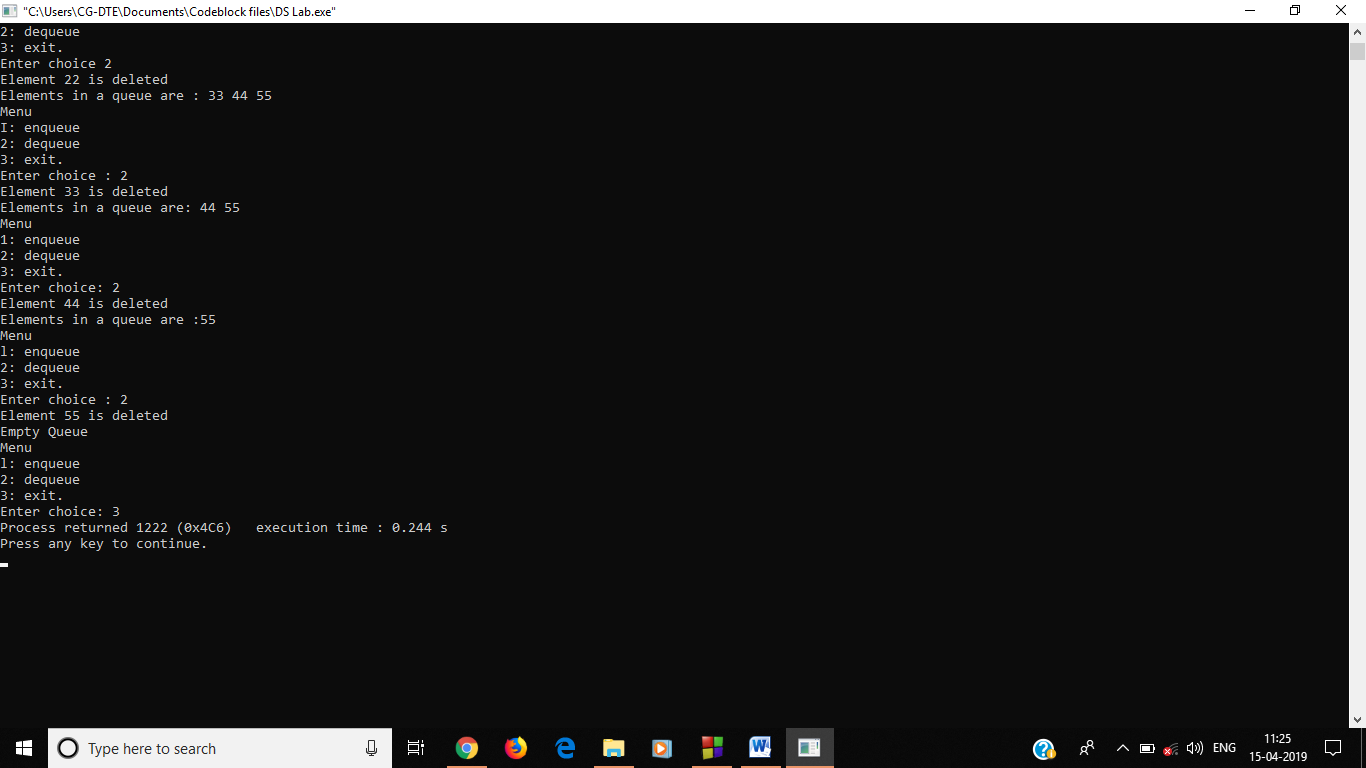 "C:\Users\CG-DTE\Documents\Codeblock files\DS Lab.exe"
2: dequeue
3: exit.
Enter choice 2
Element 22 is deleted
Elements in a queue are : 33 44 55
Menu
I: enqueue
2: dequeue
3: exit.
Enter choice : 2
Element 33 is deleted
Elements in a queue are: 44 55
Menu
1: enqueue
2: dequeue
3: exit.
Enter choice: 2
Element 44 is deleted
Elements in a queue are :55
Menu
l: enqueue
2: dequeue
3: exit.
Enter choice : 2
Element 55 is deleted
Empty Queue
Menu
l: enqueue
2: dequeue
3: exit.
Enter choice: 3
Process returned 1222 (0x4C6)   execution time : 0.244 s
Press any key to continue.
Type here to search
ENG
11:25
15-04-2019